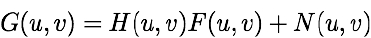 G(u, v) = H(u, v)F(u, v) + N(u, v)